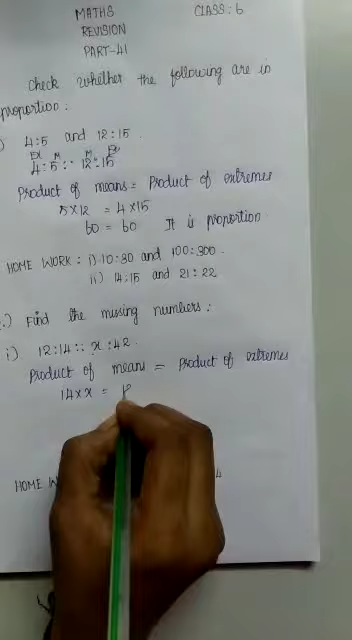 MATHS CLASS: 6
REVISION
PART-41
Check whether the following are in
proportion:
) 4:5 and 12:15.
Ex M M Ex
4:5 :: 12:15
Product of means = Product of extremes
5×12 = 4×15
60 = 60 It is proportion
HOME WORK: i) 10:30 and 100:300.
ii) 14:15 and 21:22
.) Find the missing numbers:
i) 12:14 :: x:42
Product of means = Product of extremes
14×x =
HOME